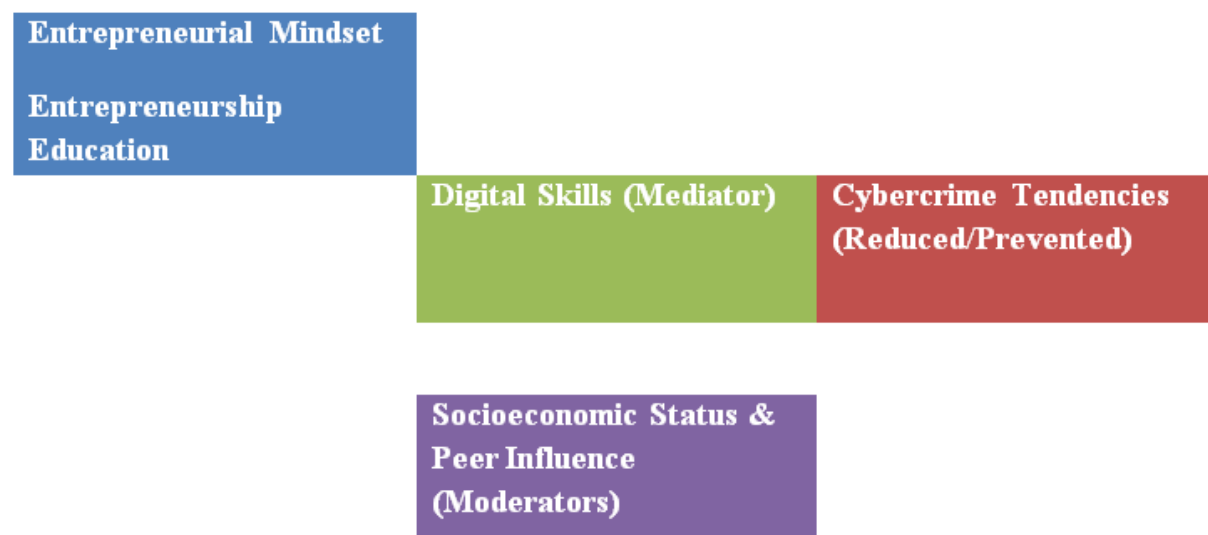 Entrepreneurial Mindset
Entrepreneurship
Education
Digital Skills (Mediator)
Cybercrime Tendencies
(Reduced/Prevented)
Socioeconomic Status &
Peer Influence
(Moderators)